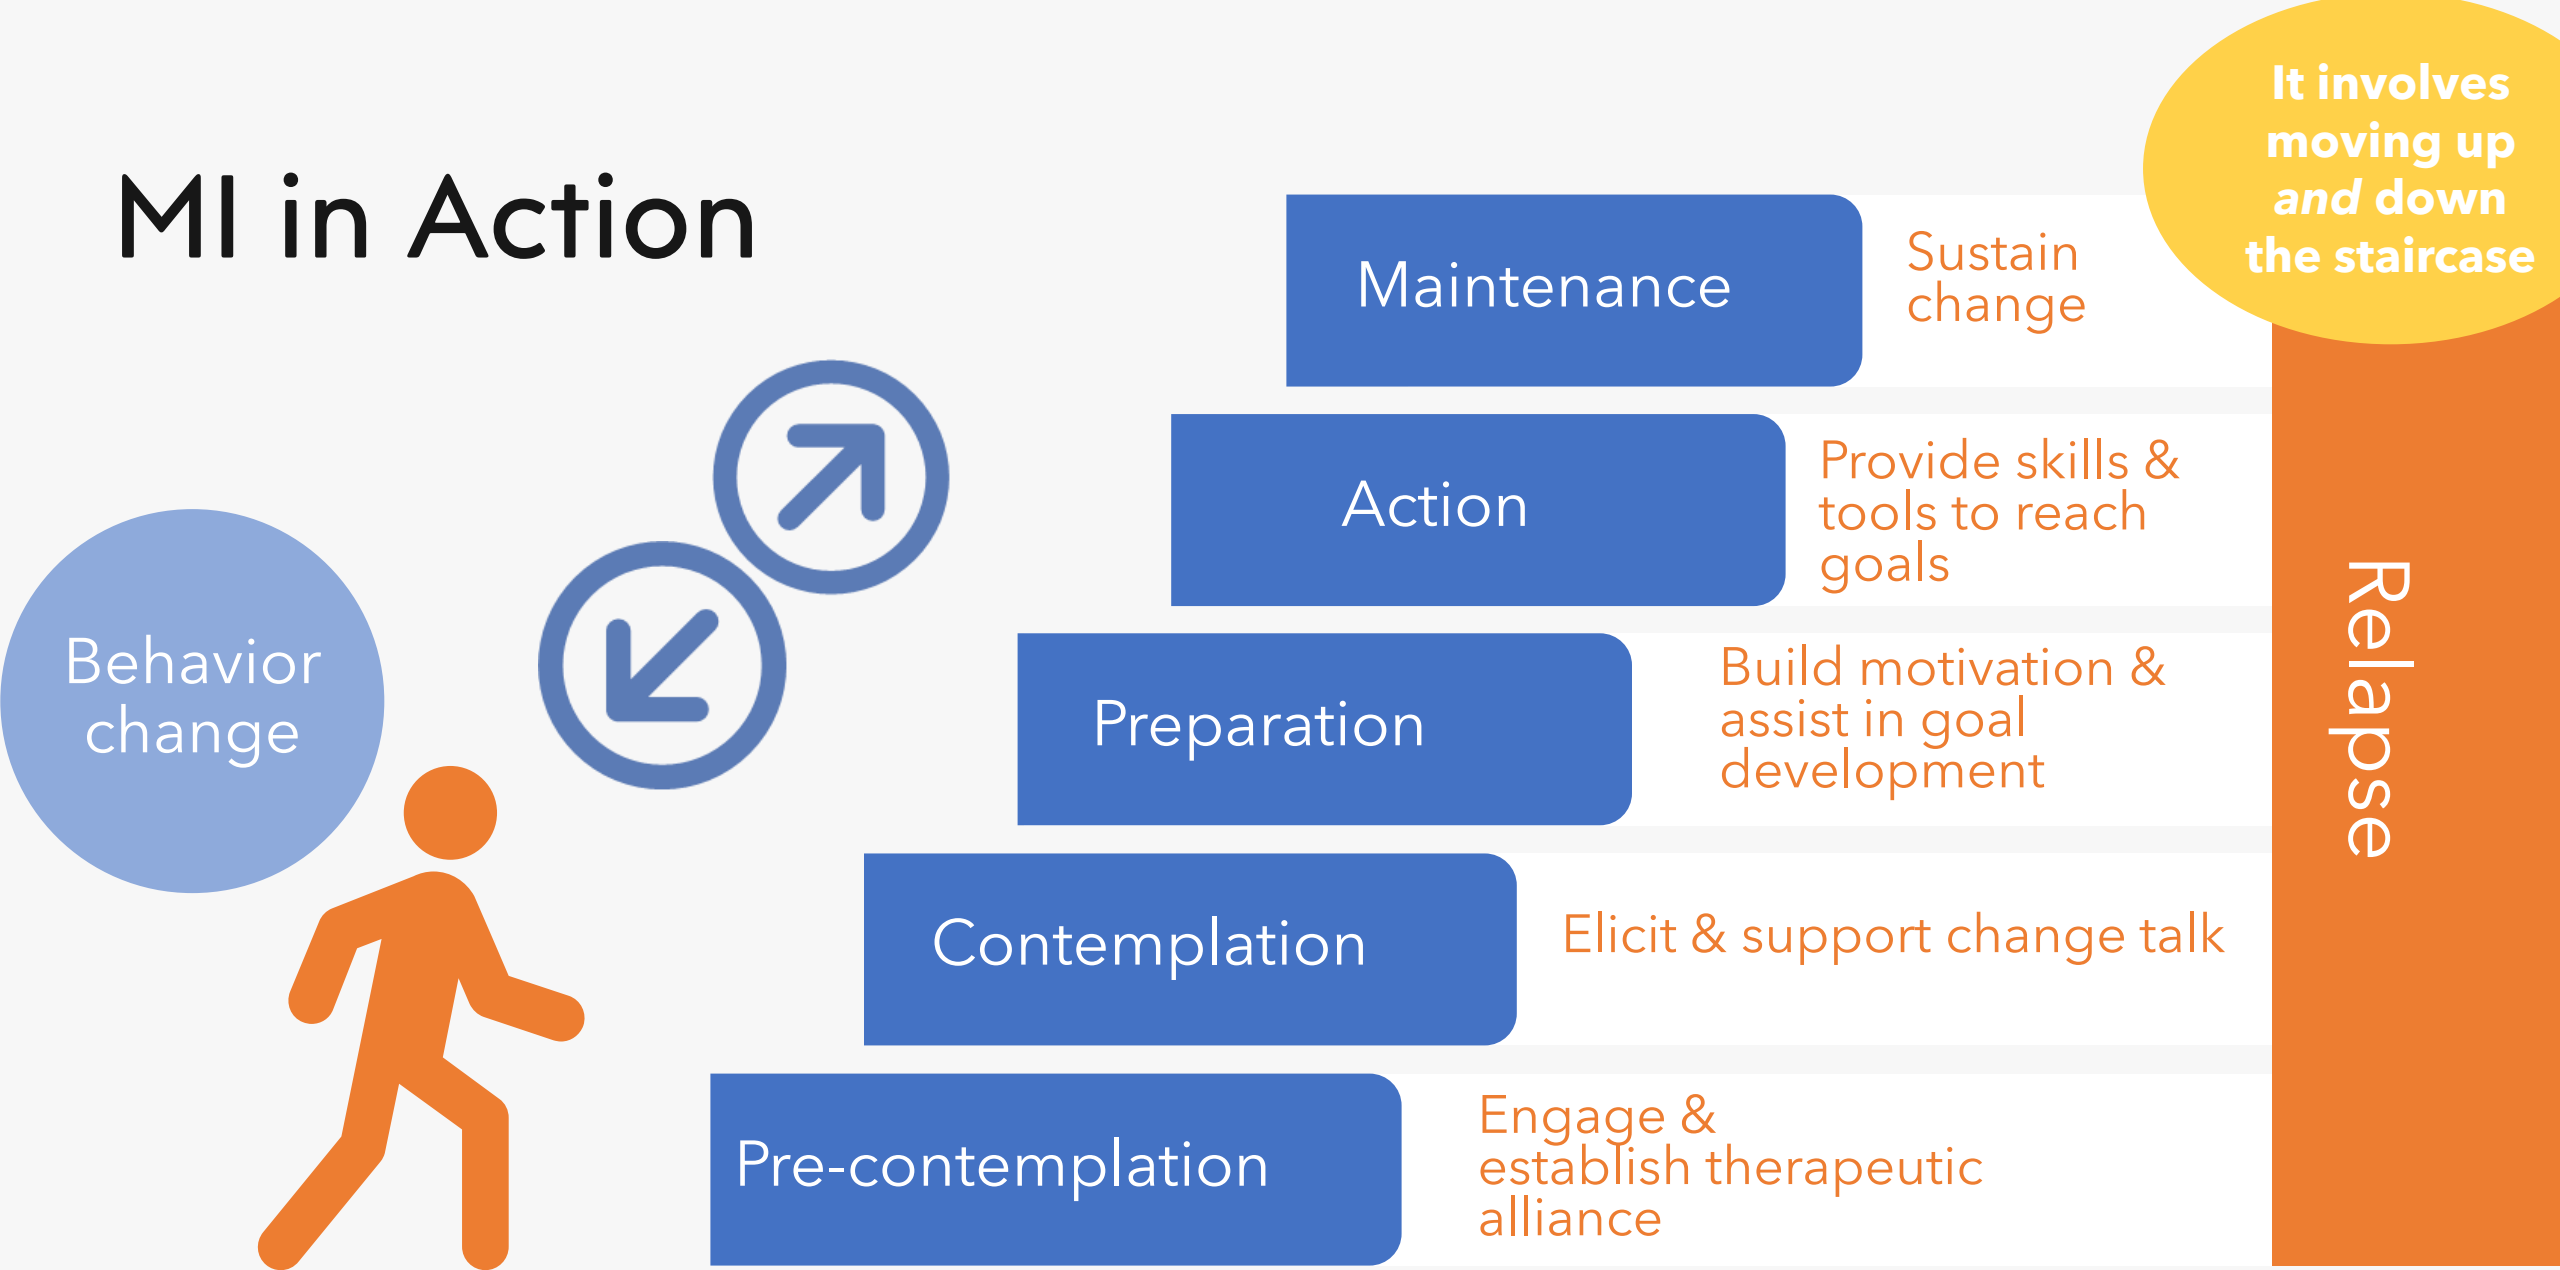 MI in Action
It involves
moving up
and down
the staircase
Maintenance
Sustain
change
Action
Provide skills &
tools to reach
goals
Behavior
change
Preparation
Build motivation &
assist in goal
development
Relapse
Contemplation
Elicit & support change talk
Pre-contemplation
Engage &
establish therapeutic
alliance